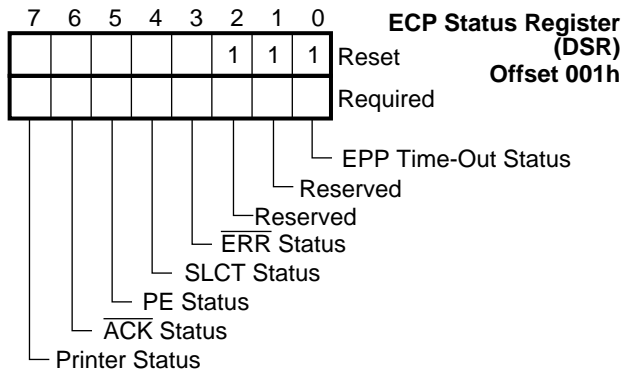 7 6 5 4 3 2 1 0
ECP Status Register
(DSR)
Offset 001h
1 1 1 Reset
Required
EPP Time-Out Status
Reserved
Reserved
ERR Status
SLCT Status
PE Status
ACK Status
Printer Status